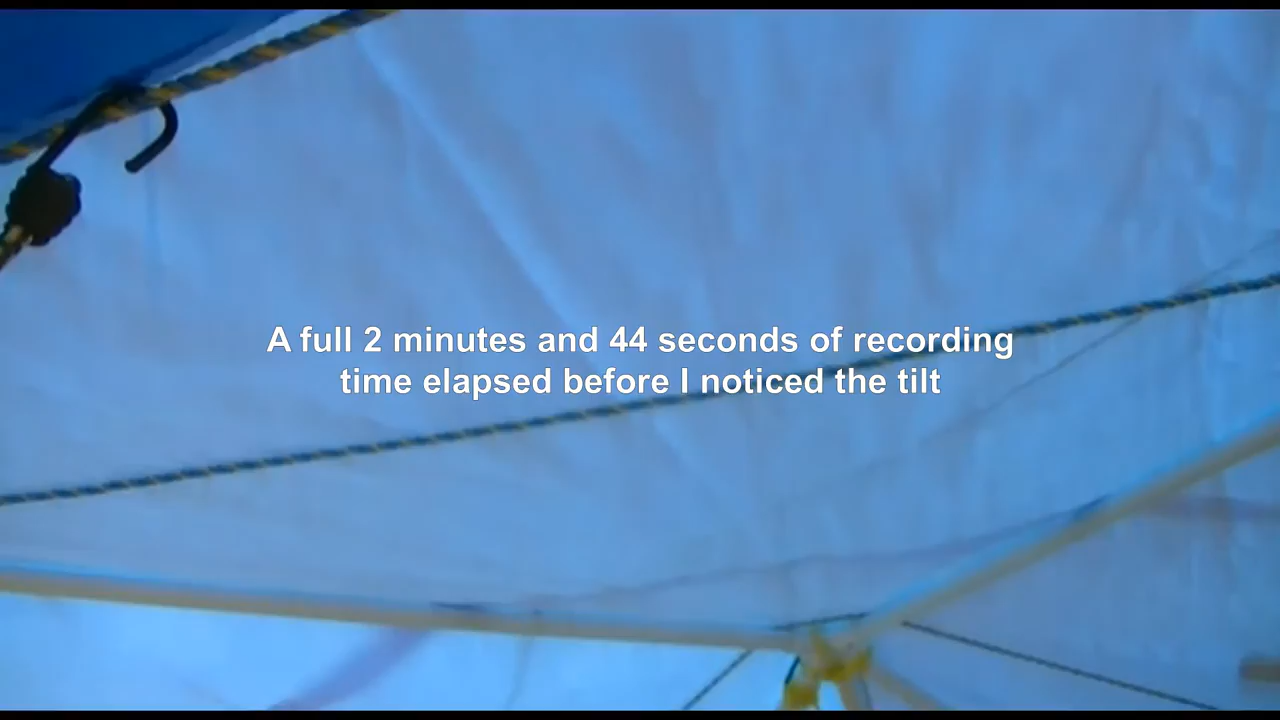 A full 2 minutes and 44 seconds of recording
time elapsed before I noticed the tilt